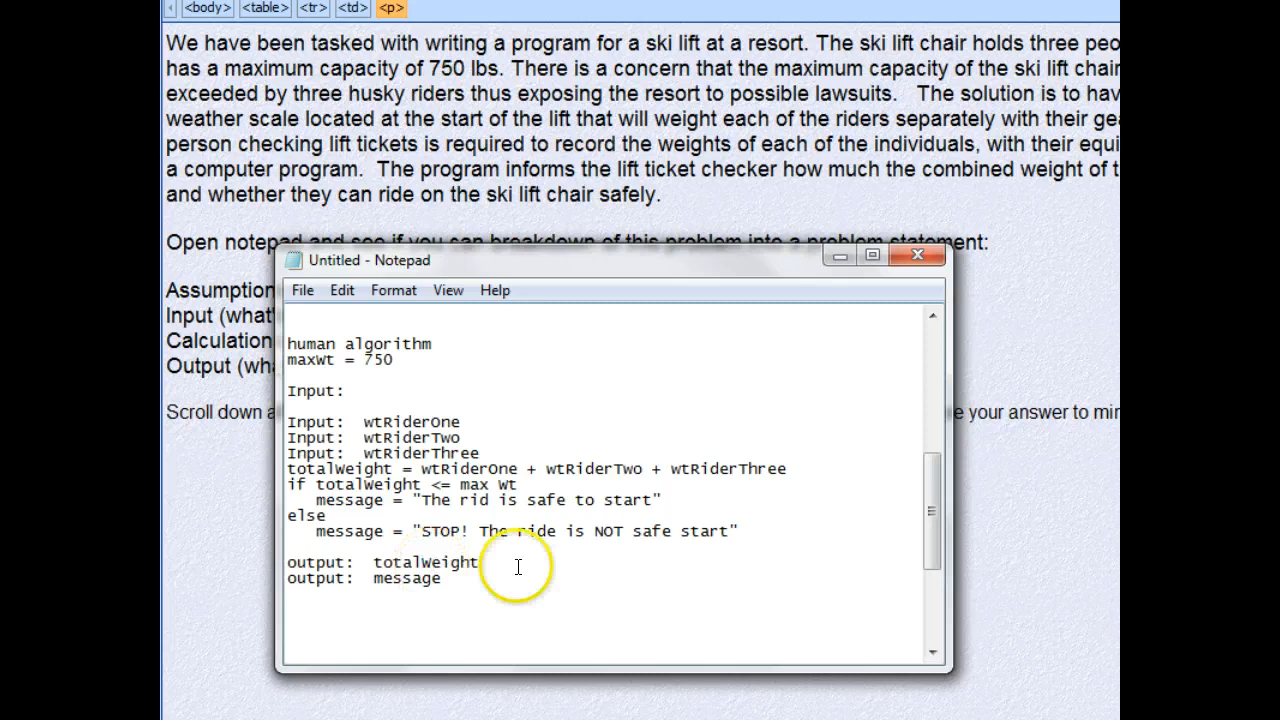 <body> <table> <tr> <td> <p>
We have been tasked with writing a program for a ski lift at a resort. The ski lift chair holds three
has a maximum capacity of 750 lbs. There is a concern that the maximum capacity of the ski lift chair
exceeded by three husky riders thus exposing the resort to possible lawsuits. The solution is to
weather scale located at the start of the lift that will weight each of the riders separately with their
person checking lift tickets is required to record the weights of each of the individuals, with their
a computer program. The program informs the lift ticket checker how much the combined weight of
and whether they can ride on the ski lift chair safely.
Open notepad and see if you can breakdown of this problem into a problem statement:
Untitled - Notepad
File Edit Format View Help
Assumption
Input (what'
Calculation
Output (wha
Scroll down a
e your answer to
human algorithm
maxWt = 750
Input:
Input: wtRiderOne
Input: wtRiderTwo
Input: wtRiderThree
totalWeight = wtRiderOne + wtRiderTwo + wtRiderThree
if totalWeight <= max Wt
message = "The rid is safe to start"
else
message = "STOP! The ride is NOT safe start"
output: totalWeight
output: message